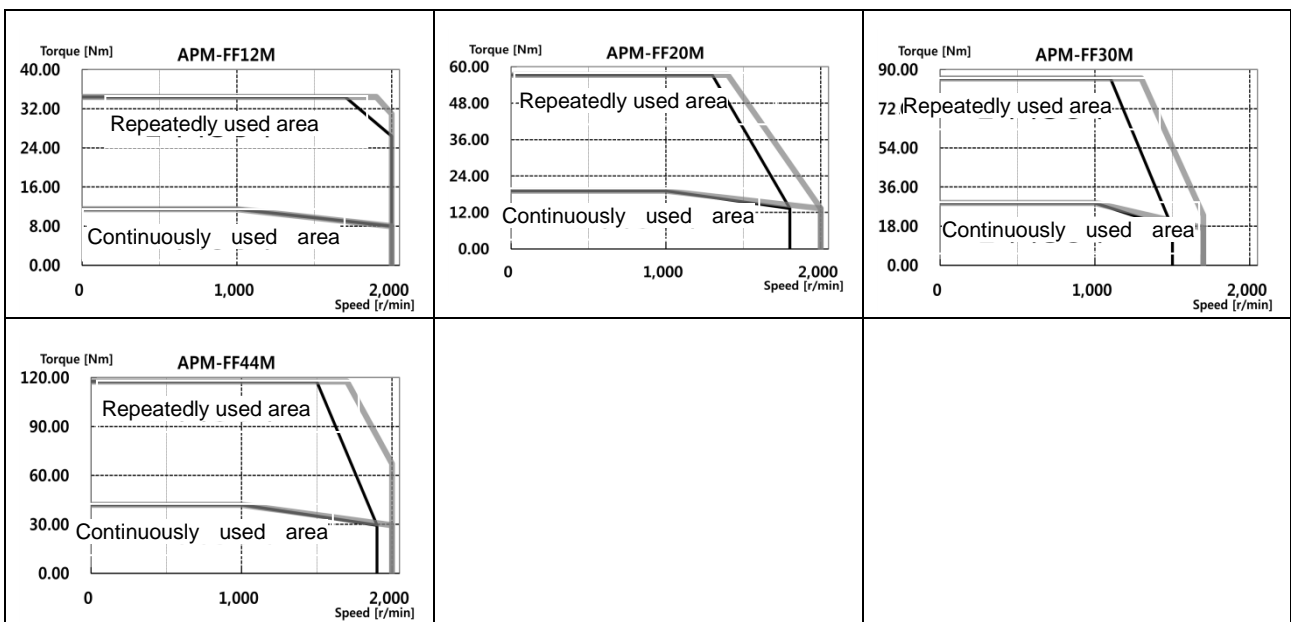 Torque [Nm]
APM-FF12M
40.00
32.00
Repeatedly used area
24.00
16.00
8.00
Continuously used area
0.00
0
1,000
2,000
Speed [r/min]
Torque [Nm]
APM-FF20M
60.00
48.00
Repeatedly used area
36.00
24.00
12.00
Continuously used area
0.00
0
1,000
2,000
Speed [r/min]
Torque [Nm]
APM-FF30M
90.00
72
Repeatedly used area
54.00
36.00
18.00
Continuously used area
0.00
0
1,000
2,000
Speed [r/min]
Torque [Nm]
APM-FF44M
120.00
Repeatedly used area
90.00
60.00
30.00
Continuously used area
0.00
0
1,000
2,000
Speed [r/min]